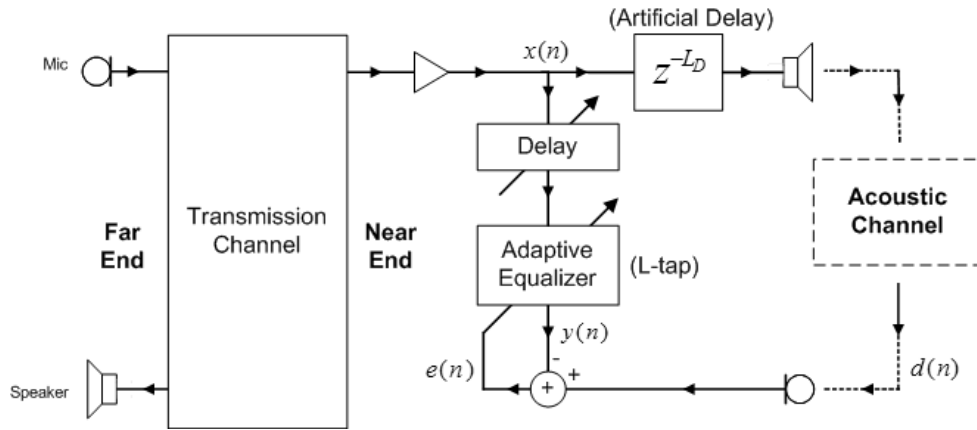 (Artificial Delay)
Mic
x(n)
z^{-L_D}
Delay
Transmission
Channel
Far
End
Near
End
Adaptive
Equalizer
(L-tap)
Acoustic
Channel
y(n)
-
+
e(n)
+
d(n)
Speaker